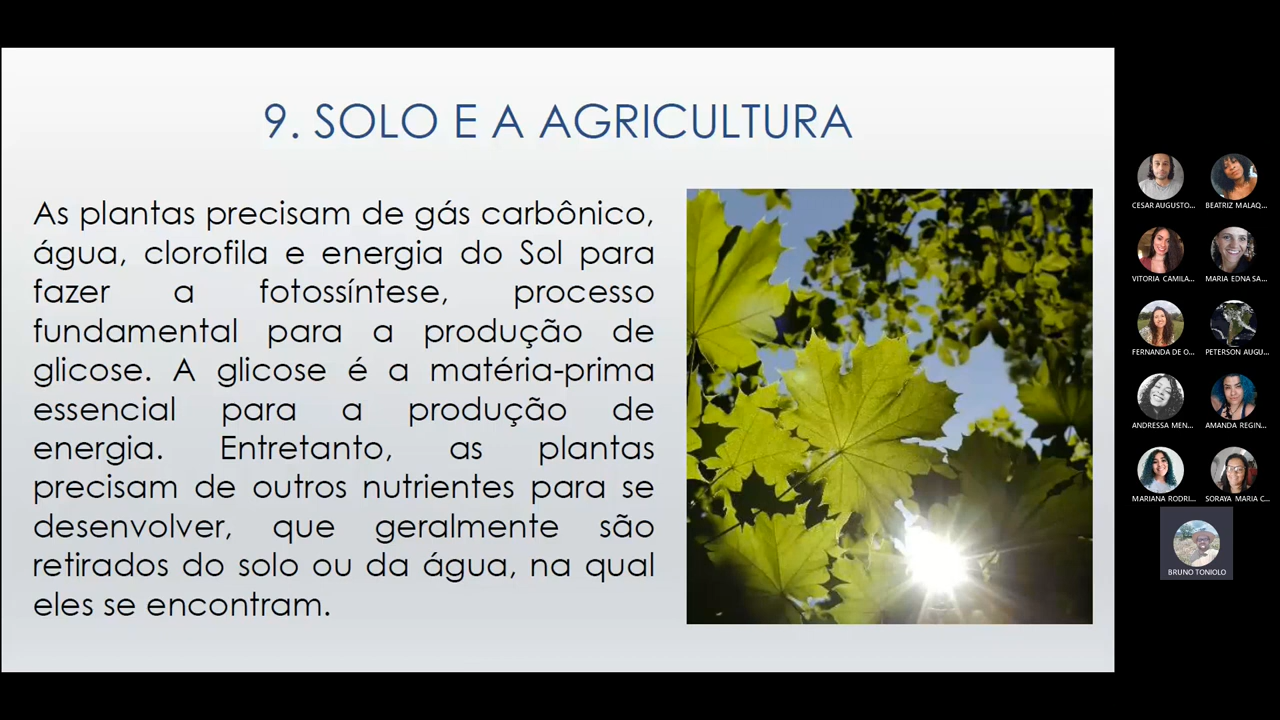 9. SOLO E A AGRICULTURA
As plantas precisam de gás carbônico,
água, clorofila e energia do Sol para
fazer a fotossíntese, processo
fundamental para a produção de
glicose. A glicose é a matéria-prima
essencial para a produção de
energia. Entretanto, as plantas
precisam de outros nutrientes para se
desenvolver, que geralmente são
retirados do solo ou da água, na qual
eles se encontram.
CESAR AUGUSTO...
BEATRIZ MALAQ...
VITORIA CAMILA...
MARIA EDNA SA...
FERNANDA DE O...
PETERSON AUGU...
ANDRESSA MEN...
AMANDA REGIN...
MARIANA RODRI...
SORAYA MARIA C...
BRUNO TONIOLO